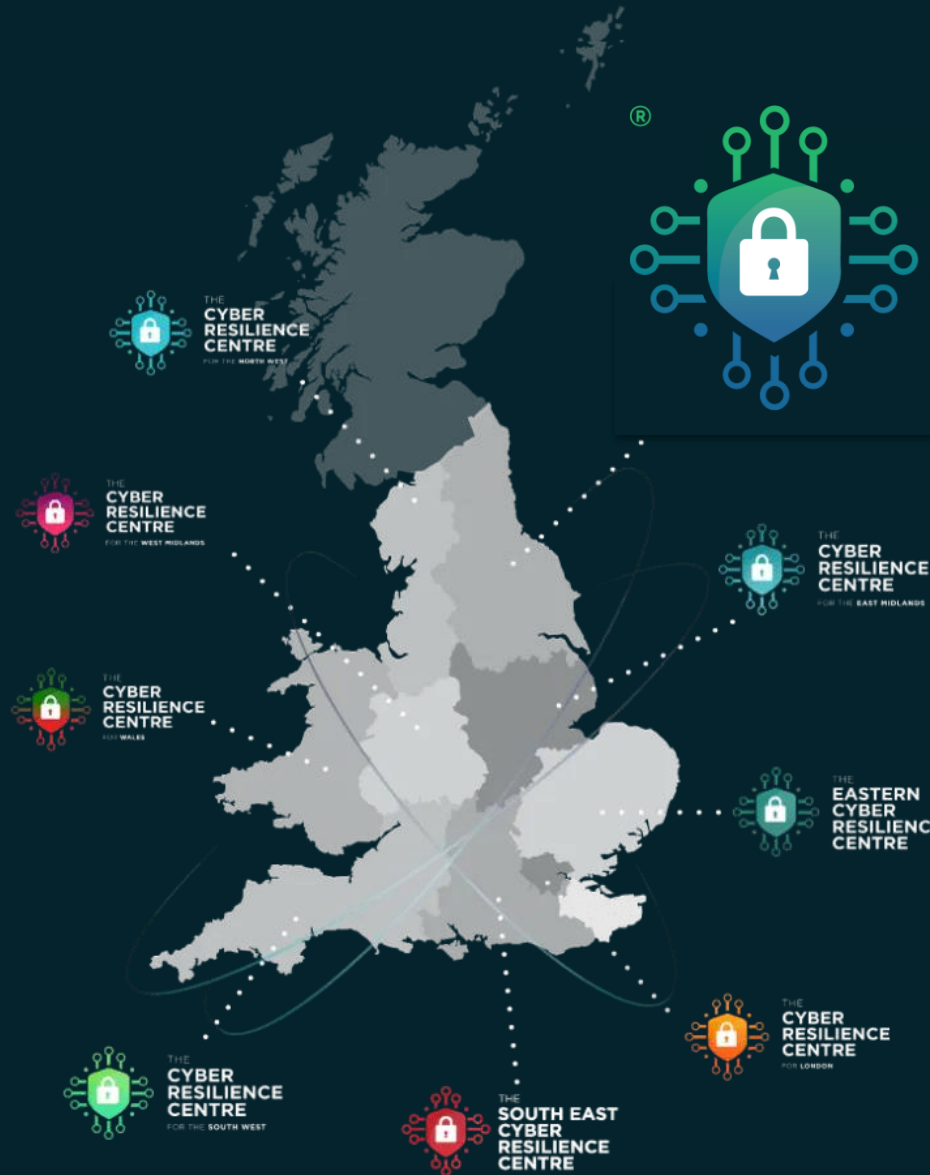 ®
THE
CYBER
RESILIENCE
CENTRE
FOR THE NORTH WEST
THE
CYBER
RESILIENCE
CENTRE
FOR THE WEST MIDLANDS
THE
CYBER
RESILIENCE
CENTRE
FOR THE EAST MIDLANDS
THE
CYBER
RESILIENCE
CENTRE
FOR WALES
THE
EASTERN
CYBER
RESILIENC
CENTRE
THE
CYBER
RESILIENCE
CENTRE
FOR LONDON
THE
CYBER
RESILIENCE
CENTRE
FOR THE SOUTH WEST
THE
SOUTH EAST
CYBER
RESILIENCE
CENTRE